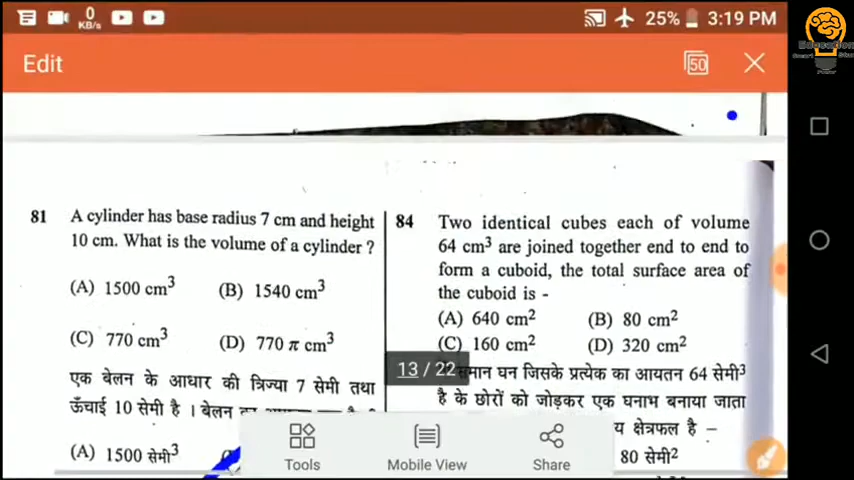 0
KB/s
25%
3:19 PM
Edit
50
81 A cylinder has base radius 7 cm and height
10 cm. What is the volume of a cylinder ?
(A) 1500 cm³ (B) 1540 cm³
(C) 770 cm³ (D) 770 π cm³
एक बेलन के आधार की त्रिज्या 7 सेमी तथा
ऊँचाई 10 सेमी है । बेलन
(A) 1500 सेमी³
84 Two identical cubes each of volume
64 cm³ are joined together end to end to
form a cuboid, the total surface area of
the cuboid is -
(A) 640 cm² (B) 80 cm²
(C) 160 cm² (D) 320 cm²
13 / 22
समान घन जिसके प्रत्येक का आयतन 64 सेमी³
है के छोरों को जोड़कर एक घनाभ बनाया जाता
य क्षेत्रफल है –
80 सेमी²
Tools
Mobile View
Share
Education